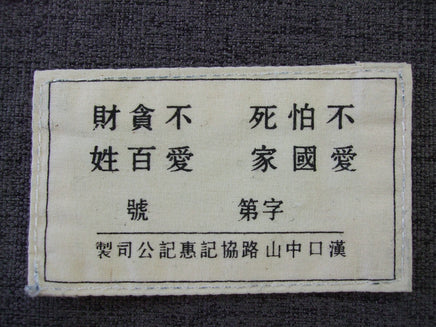 不怕死 不貪財
愛國家 愛百姓
字第 號
漢口中山路協記惠記公司製